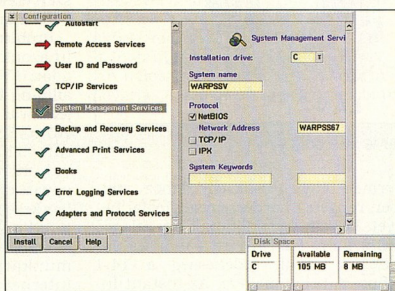 Configuration
Autostart
Remote Access Services
User ID and Password
TCP/IP Services
System Management Services
Backup and Recovery Services
Advanced Print Services
Books
Error Logging Services
Adapters and Protocol Services
System Management Servi
Installation drive: C
System name
WARPSSV
Protocol
NetBIOS
Network Address WARPSS67
TCP/IP
IPX
System Keywords
Install Cancel Help
Disk Space
Drive Available Remaining
C 105 MB 8 MB